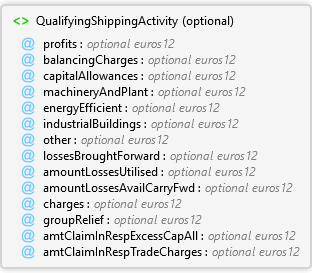 <> QualifyingShippingActivity (optional)
@ profits : optional euros12
@ balancingCharges : optional euros12
@ capitalAllowances : optional euros12
@ machineryAndPlant : optional euros12
@ energyEfficient : optional euros12
@ industrialBuildings : optional euros12
@ other : optional euros12
@ lossesBroughtForward : optional euros12
@ amountLossesUtilised : optional euros12
@ amountLossesAvailCarryFwd : optional euros12
@ charges : optional euros12
@ groupRelief : optional euros12
@ amtClaimInRespExcessCapAll : optional euros12
@ amtClaimInRespTradeCharges : optional euros12